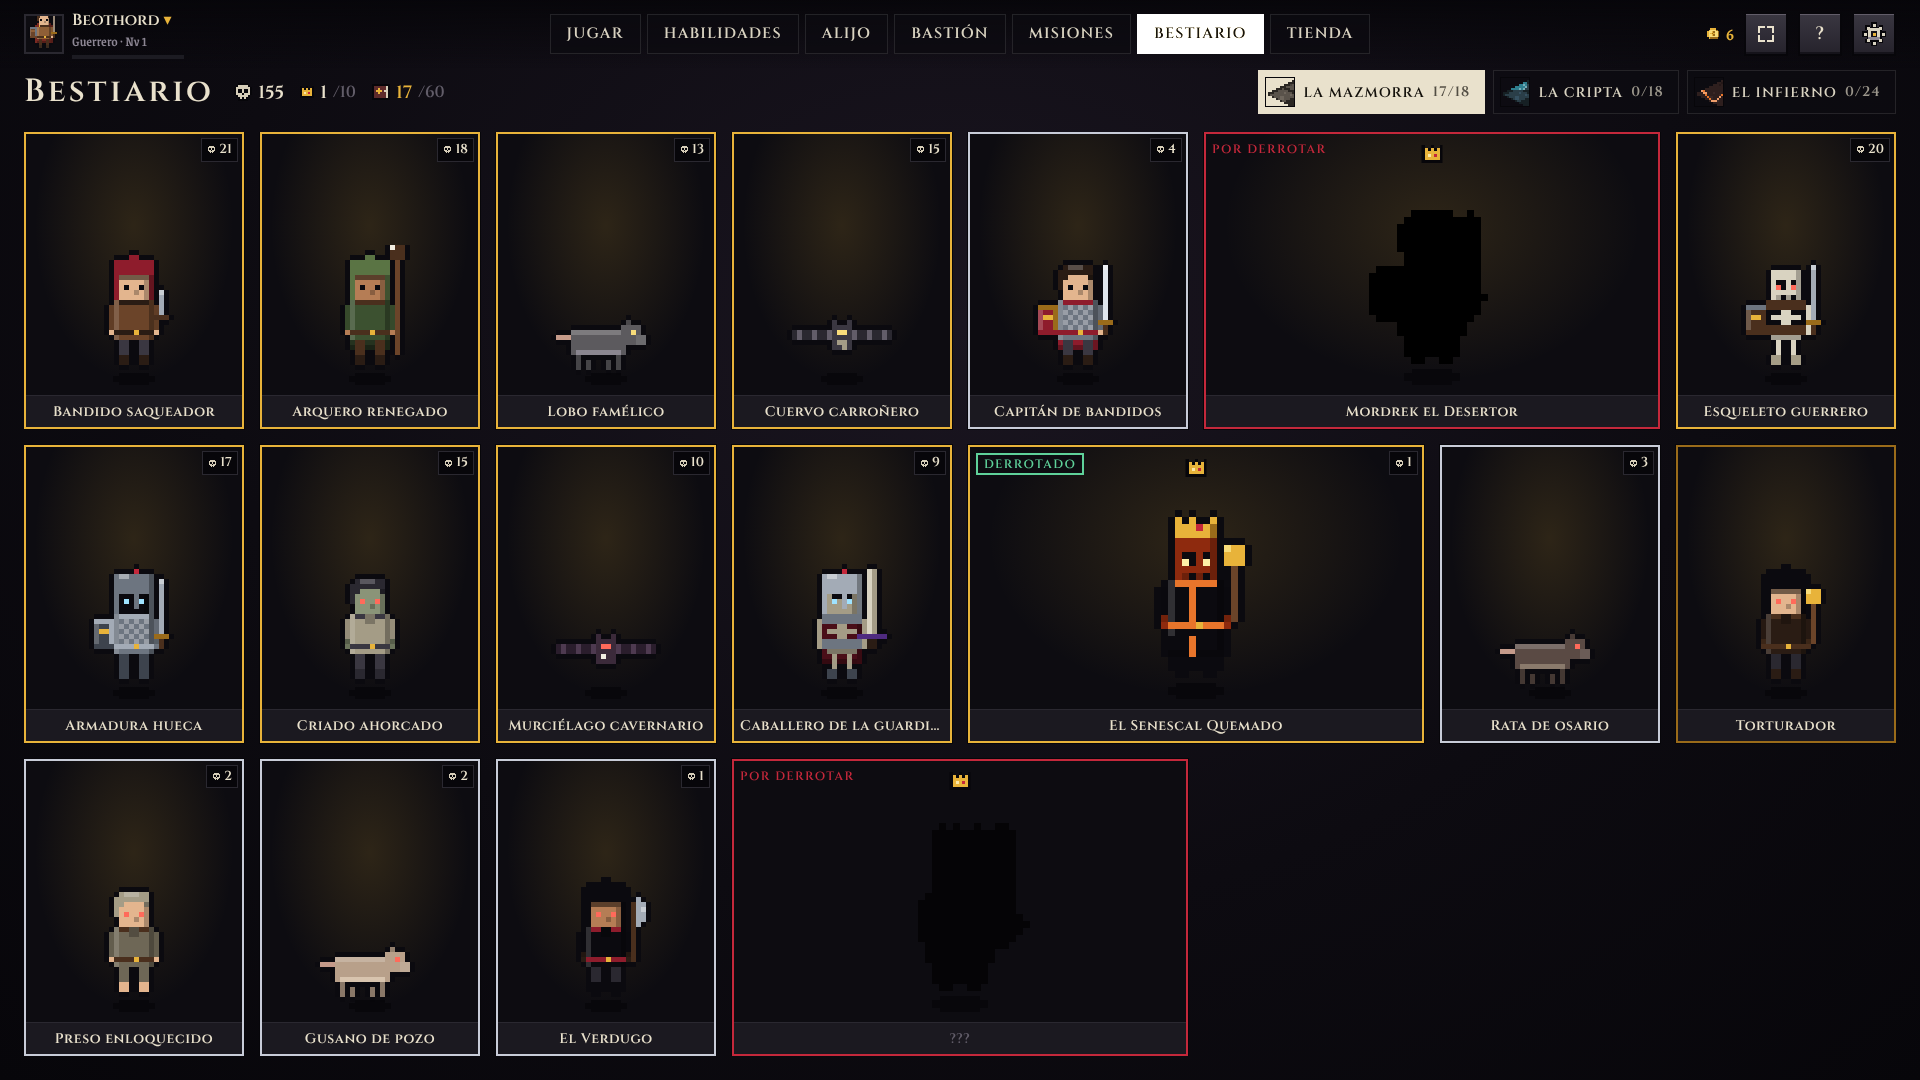 BEOTHORD
Guerrero · Nv 1
JUGAR
HABILIDADES
ALIJO
BASTIÓN
MISIONES
BESTIARIO
TIENDA
6
?
BESTIARIO
155
1 /10
17 /60
LA MAZMORRA 17/18
LA CRIPTA 0/18
EL INFIERNO 0/24
21
18
13
15
4
POR DERROTAR
20
BANDIDO SAQUEADOR
ARQUERO RENEGADO
LOBO FAMÉLICO
CUERVO CARROÑERO
CAPITÁN DE BANDIDOS
MORDREK EL DESERTOR
ESQUELETO GUERRERO
17
15
10
9
DERROTADO
1
3
ARMADURA HUECA
CRIADO AHORCADO
MURCIÉLAGO CAVERNARIO
CABALLERO DE LA GUARDI...
EL SENESCAL QUEMADO
RATA DE OSARIO
TORTURADOR
2
2
1
POR DERROTAR
PRESO ENLOQUECIDO
GUSANO DE POZO
EL VERDUGO
???